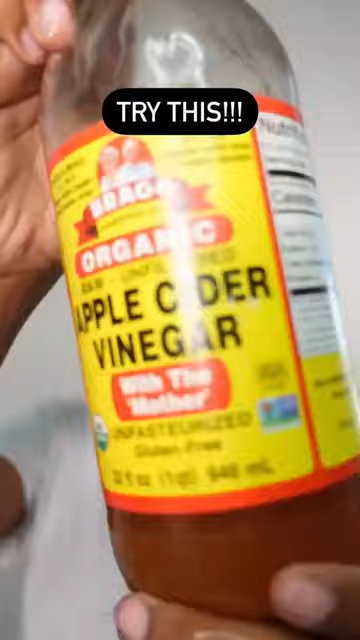 TRY THIS!!!
BRAGG
ORGANIC
RAW - UNFILTERED
APPLE CIDER
VINEGAR
With The
'Mother'
UNPASTEURIZED
Gluten-Free
32 fl oz (1qt) 946 mL